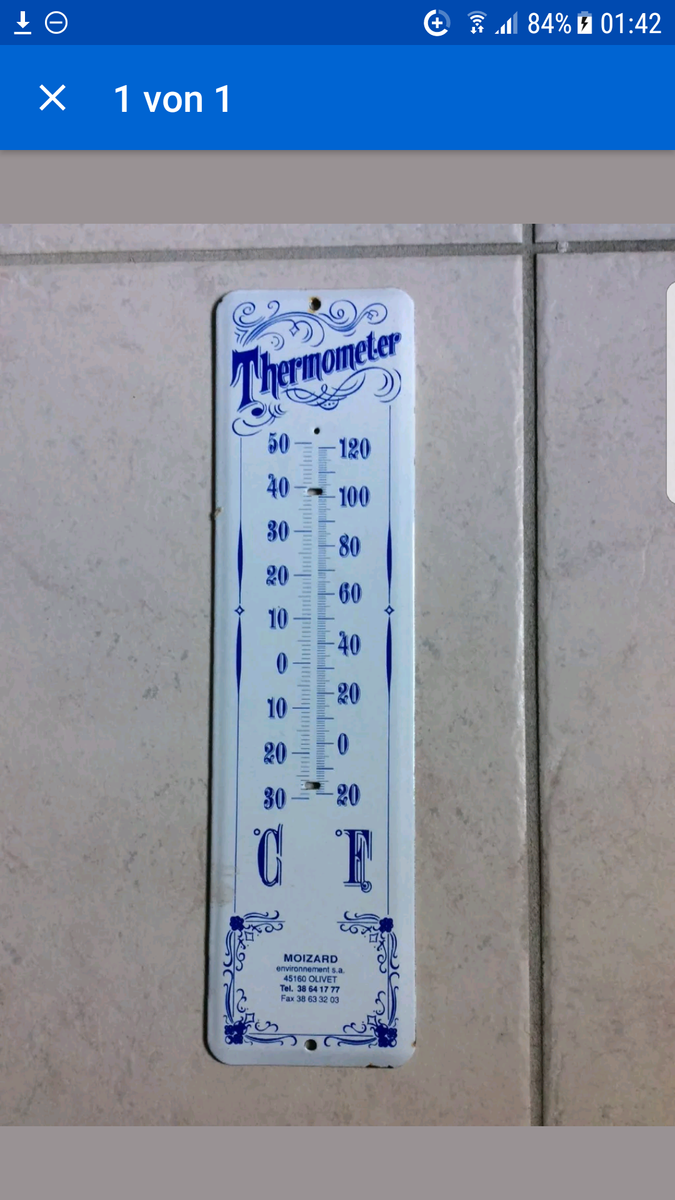 84% 01:42
1 von 1
Thermometer
50 120
40 100
30 80
20 60
10 40
0 20
10 0
20 20
30
°C °F
MOIZARD
environnement s.a.
45160 OLIVET
Tel. 38 64 17 77
Fax 38 63 32 03